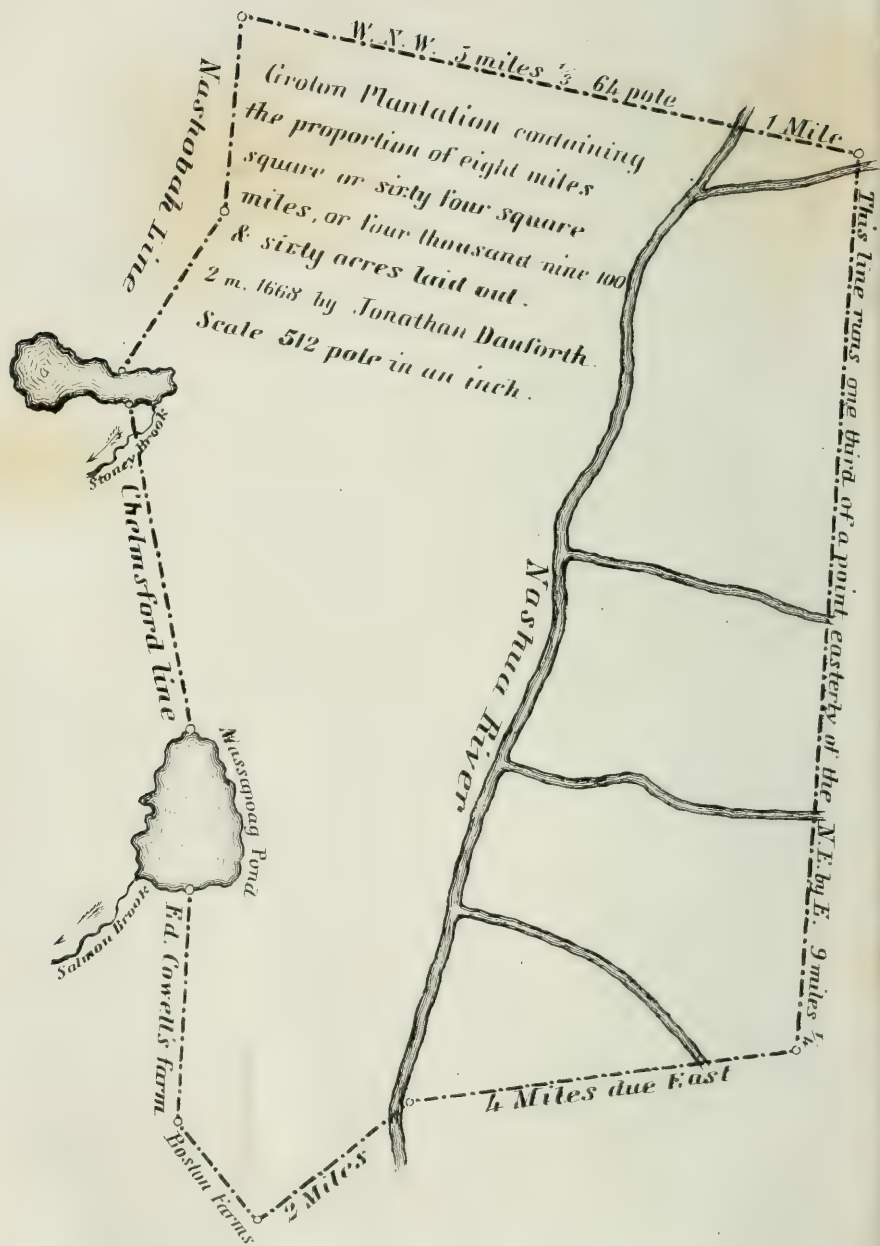 W. N. W. 5 miles 1/3 64 pole
1 Mile
Nashobah Line
Groton Plantation containing
the proportion of eight miles
square or sixty four square
miles, or four thousand nine 100
& sixty acres laid out.
2 m. 1668 by Jonathan Danforth.
Scale 512 pole in an inch.
This line runs one third of a point easterly of the N.E. by E. 9 miles 1/4
Stoney Brook
Chelmsford line
Nashua River
Massapoag Pond
Salmon Brook
Ed. Cowell's farm
4 Miles due East
2 Miles
Boston Farms